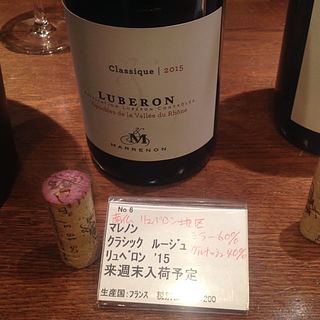 Classique | 2015
LUBERON
APPELLATION LUBERON CONTRÔLÉE
Vignobles de la Vallée du Rhône
M
MARRENON
No 6
南仏 リュベロン地区
マレノン
クラシック ルージュ
シラー60%
グルナッシュ40%
リュベロン '15
来週末入荷予定
生産国:フランス 200